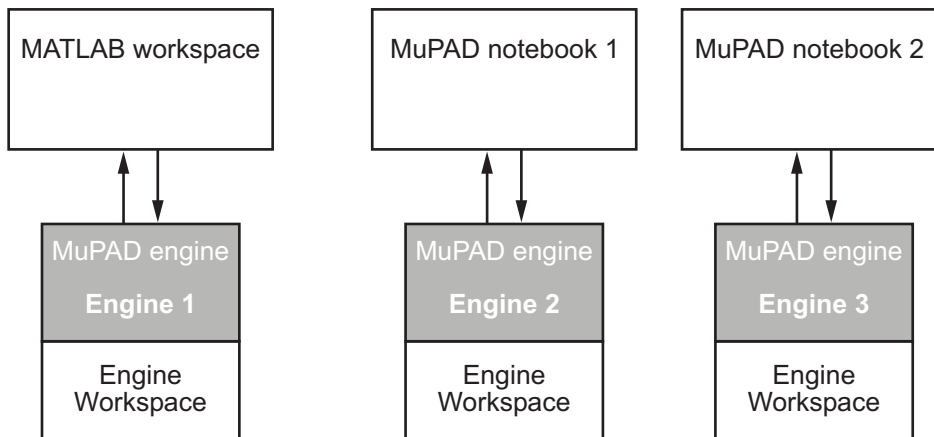 MATLAB workspace
MuPAD notebook 1
MuPAD notebook 2
MuPAD engine
Engine 1
MuPAD engine
Engine 2
MuPAD engine
Engine 3
Engine
Workspace
Engine
Workspace
Engine
Workspace